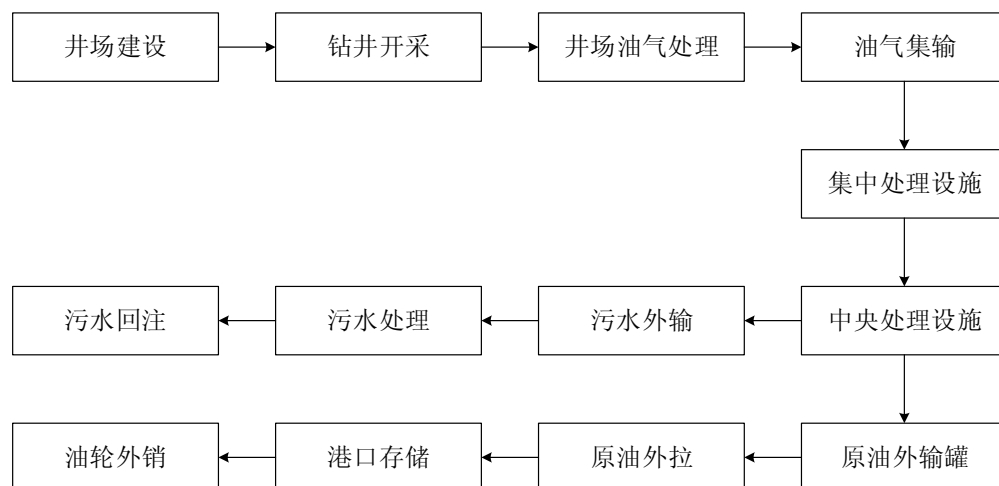 井场建设
钻井开采
井场油气处理
油气集输
集中处理设施
污水回注
污水处理
污水外输
中央处理设施
油轮外销
港口存储
原油外拉
原油外输罐